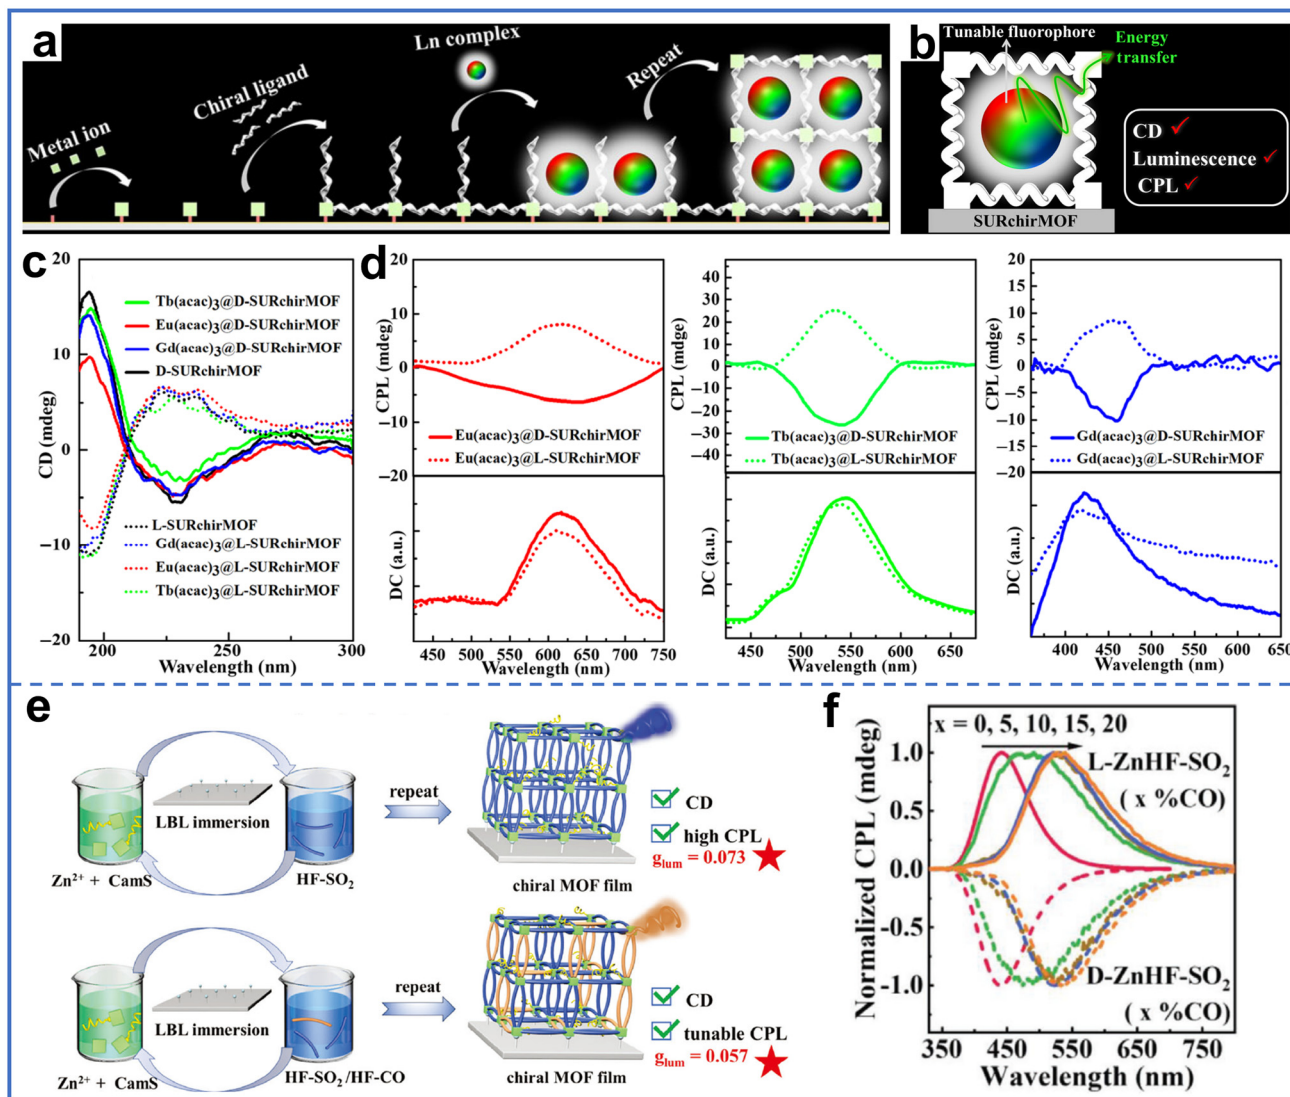 a
Metal ion
Chiral ligand
Ln complex
Repeat
b
Tunable fluorophore
Energy
transfer
CD ✓
Luminescence ✓
CPL ✓
SURchirMOF
c
20
10
0
−10
−20
CD (mdeg)
Tb(acac)3@D-SURchirMOF
Eu(acac)3@D-SURchirMOF
Gd(acac)3@D-SURchirMOF
D-SURchirMOF
L-SURchirMOF
Gd(acac)3@L-SURchirMOF
Eu(acac)3@L-SURchirMOF
Tb(acac)3@L-SURchirMOF
200 250 300
Wavelength (nm)
d
20
10
0
−10
−20
CPL (mdeg)
Eu(acac)3@D-SURchirMOF
Eu(acac)3@L-SURchirMOF
DC (a.u.)
450 500 550 600 650 700 750
Wavelength (nm)
40
30
20
10
0
−10
−20
−30
−40
CPL (mdge)
Tb(acac)3@D-SURchirMOF
Tb(acac)3@L-SURchirMOF
DC (a.u.)
450 500 550 600 650
Wavelength (nm)
20
15
10
5
0
−5
−10
−15
−20
CPL (mdge)
Gd(acac)3@D-SURchirMOF
Gd(acac)3@L-SURchirMOF
DC (a.u.)
400 450 500 550 600 650
Wavelength (nm)
e
LBL immersion
Zn²⁺ + CamS
HF-SO₂
repeat
chiral MOF film
CD
high CPL
g_lum = 0.073
LBL immersion
Zn²⁺ + CamS
HF-SO₂/HF-CO
repeat
chiral MOF film
CD
tunable CPL
g_lum = 0.057
f
x = 0, 5, 10, 15, 20
L-ZnHF-SO₂
( x %CO)
1.0
0.5
0.0
-0.5
-1.0
Normalized CPL (mdeg)
D-ZnHF-SO₂
( x %CO)
350 450 550 650 750
Wavelength (nm)